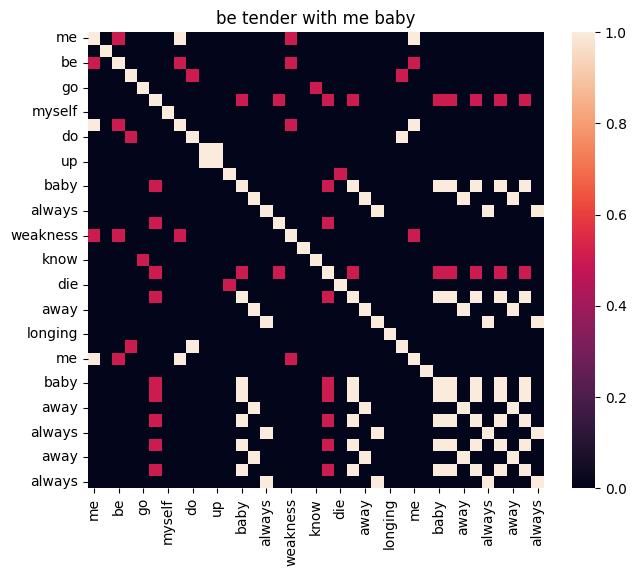 be tender with me baby
me
be
go
myself
do
up
baby
always
weakness
know
die
away
longing
me
baby
away
always
away
always
me
be
go
myself
do
up
baby
always
weakness
know
die
away
longing
me
baby
away
always
away
always
1.0
0.8
0.6
0.4
0.2
0.0